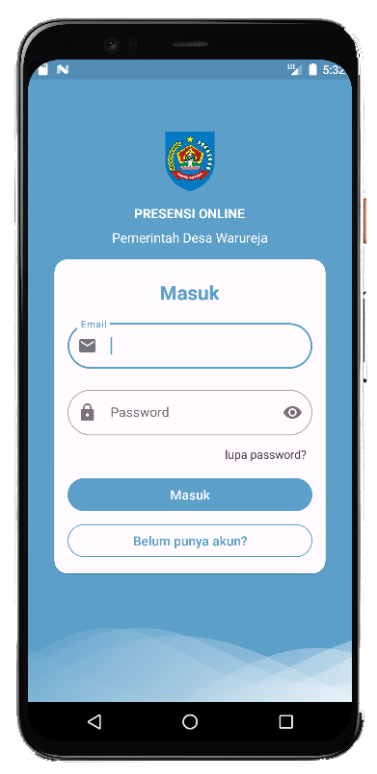 5:32
PRESENSI ONLINE
Pemerintah Desa Warureja
Masuk
Email
Password
lupa password?
Masuk
Belum punya akun?